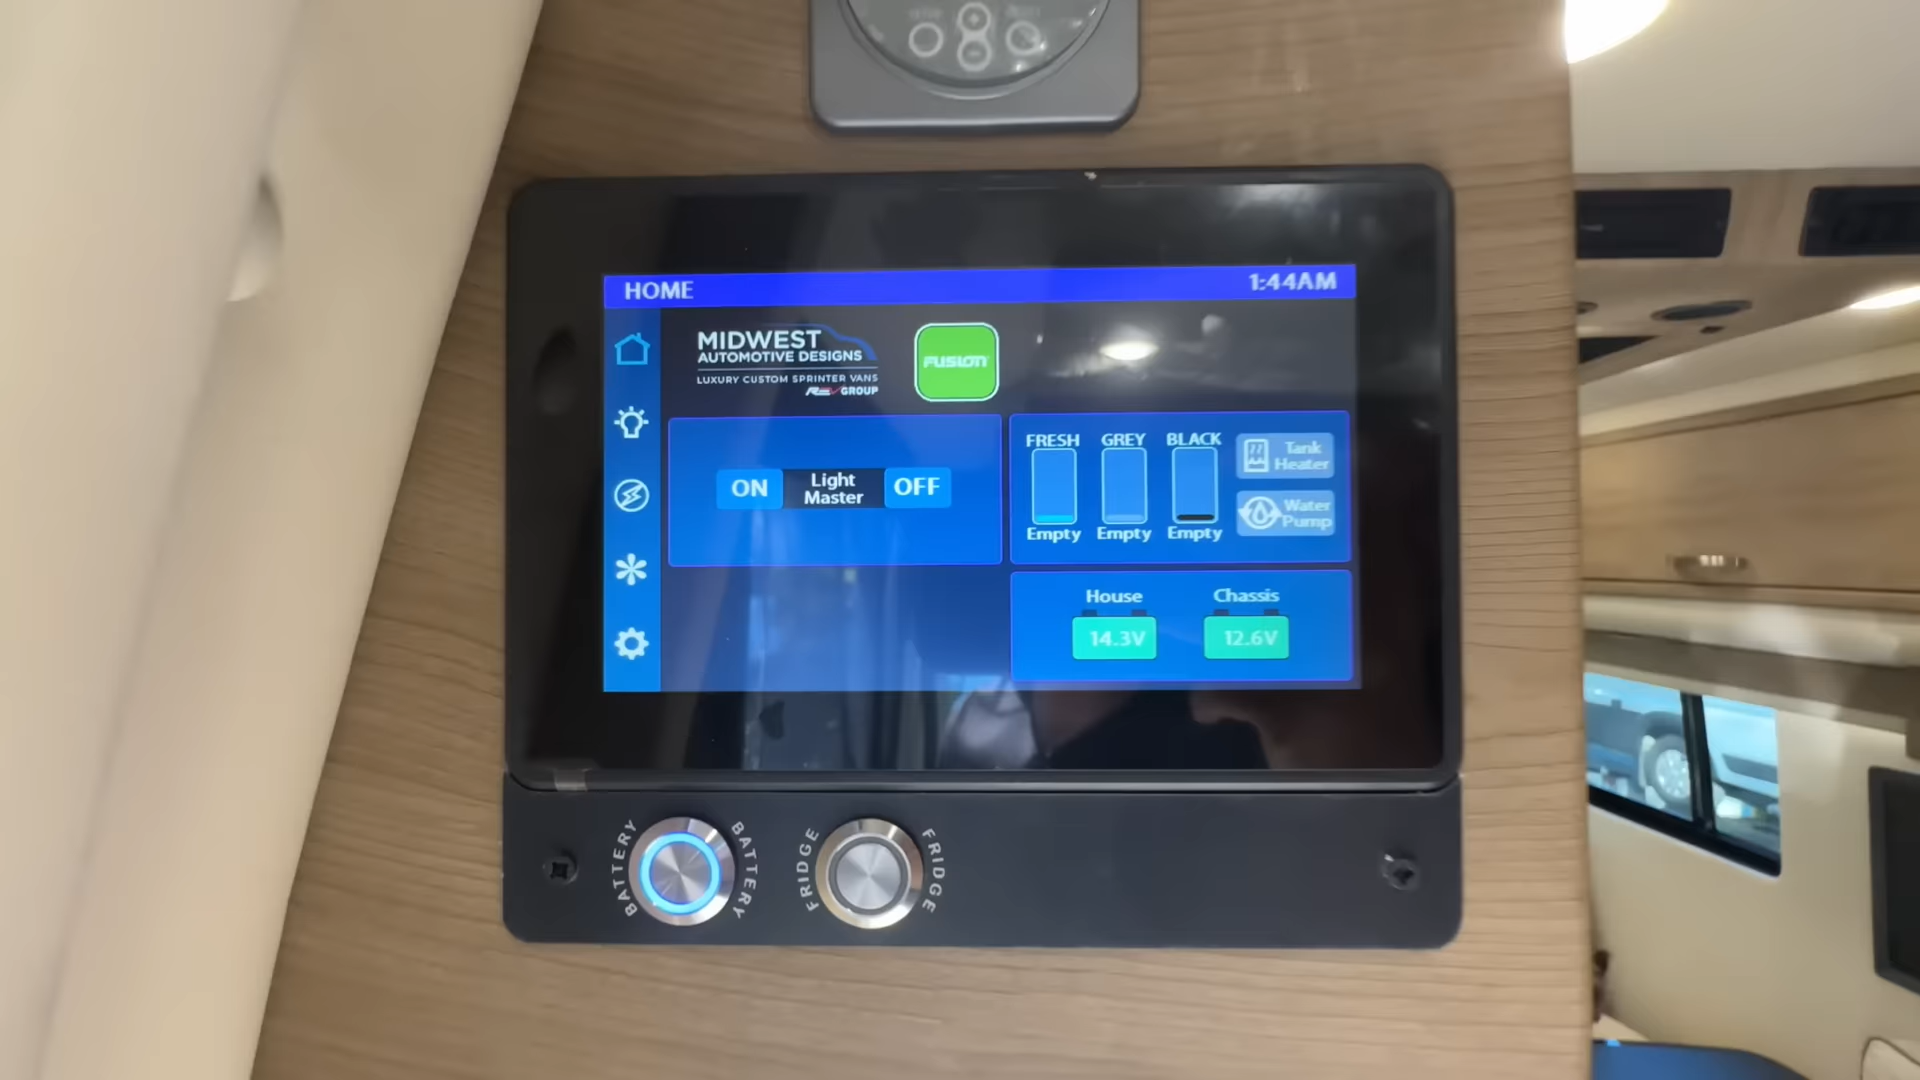 HOME
1:44AM
MIDWEST
AUTOMOTIVE DESIGNS
LUXURY CUSTOM SPRINTER VANS
REV GROUP
FUSION
ON
Light
Master
OFF
FRESH GREY BLACK
Empty Empty Empty
Tank
Heater
Water
Pump
House Chassis
14.3V 12.6V
BATTERY BATTERY
FRIDGE FRIDGE